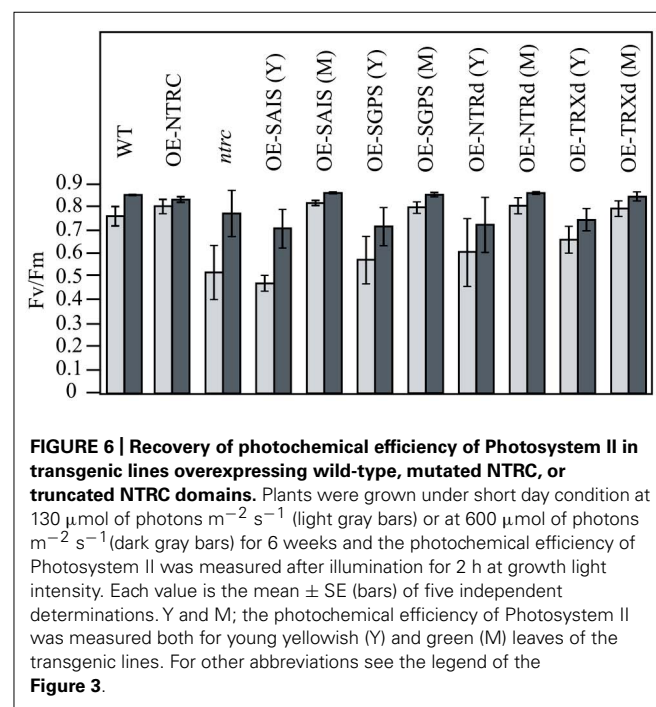 WT
OE-NTRC
ntrc
OE-SAIS (Y)
OE-SAIS (M)
OE-SGPS (Y)
OE-SGPS (M)
OE-NTRd (Y)
OE-NTRd (M)
OE-TRXd (Y)
OE-TRXd (M)
Fv/Fm
0.9
0.8
0.7
0.6
0.5
0.4
0.3
0.2
0.1
0
FIGURE 6 | Recovery of photochemical efficiency of Photosystem II in
transgenic lines overexpressing wild-type, mutated NTRC, or
truncated NTRC domains. Plants were grown under short day condition at
130 μmol of photons m⁻² s⁻¹ (light gray bars) or at 600 μmol of photons
m⁻² s⁻¹(dark gray bars) for 6 weeks and the photochemical efficiency of
Photosystem II was measured after illumination for 2 h at growth light
intensity. Each value is the mean ± SE (bars) of five independent
determinations. Y and M; the photochemical efficiency of Photosystem II
was measured both for young yellowish (Y) and green (M) leaves of the
transgenic lines. For other abbreviations see the legend of the
Figure 3.